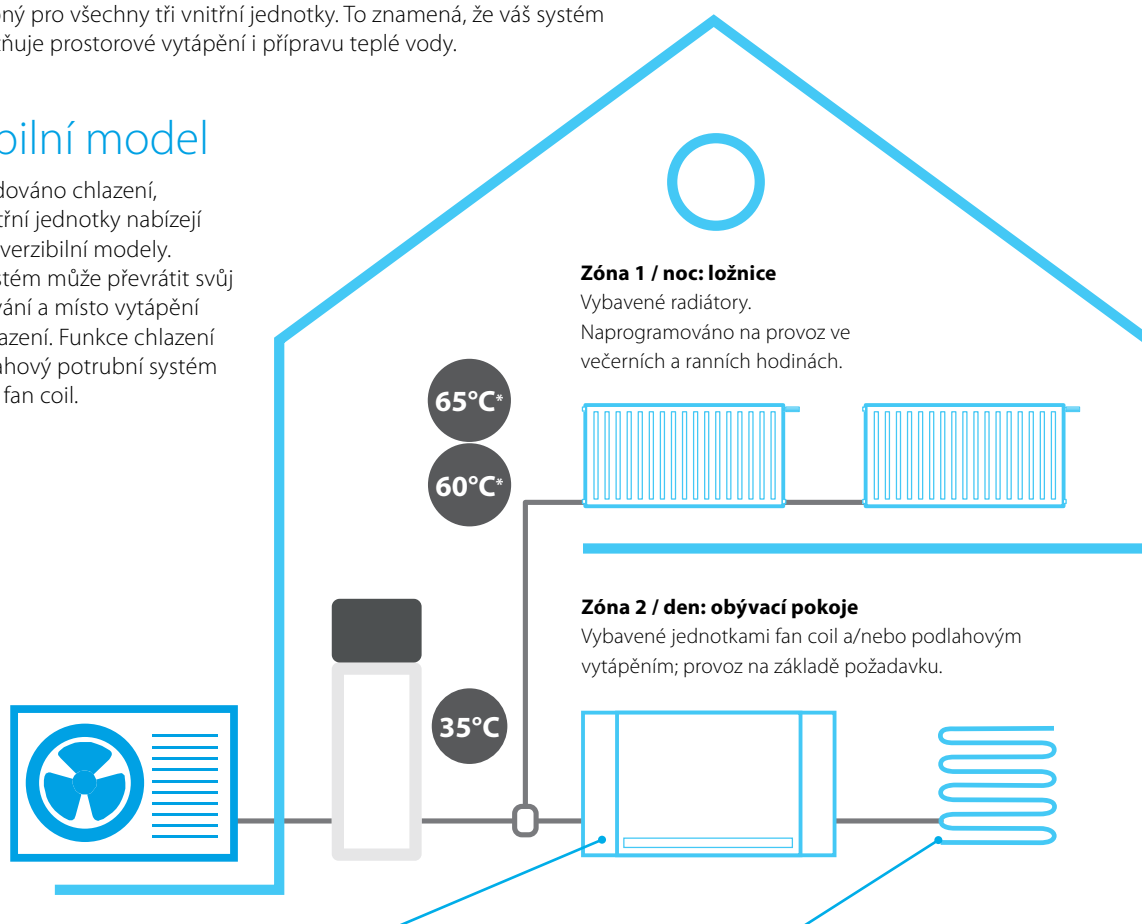 bný pro všechny tři vnitřní jednotky. To znamená, že váš systém
žňuje prostorové vytápění i přípravu teplé vody.
bilní model
dováno chlazení,
třní jednotky nabízejí
verzibilní modely.
stém může převrátit svůj
vání a místo vytápění
lazení. Funkce chlazení
ahový potrubní systém
fan coil.
Zóna 1 / noc: ložnice
Vybavené radiátory.
Naprogramováno na provoz ve
večerních a ranních hodinách.
65°C*
60°C*
Zóna 2 / den: obývací pokoje
Vybavené jednotkami fan coil a/nebo podlahovým
vytápěním; provoz na základě požadavku.
35°C